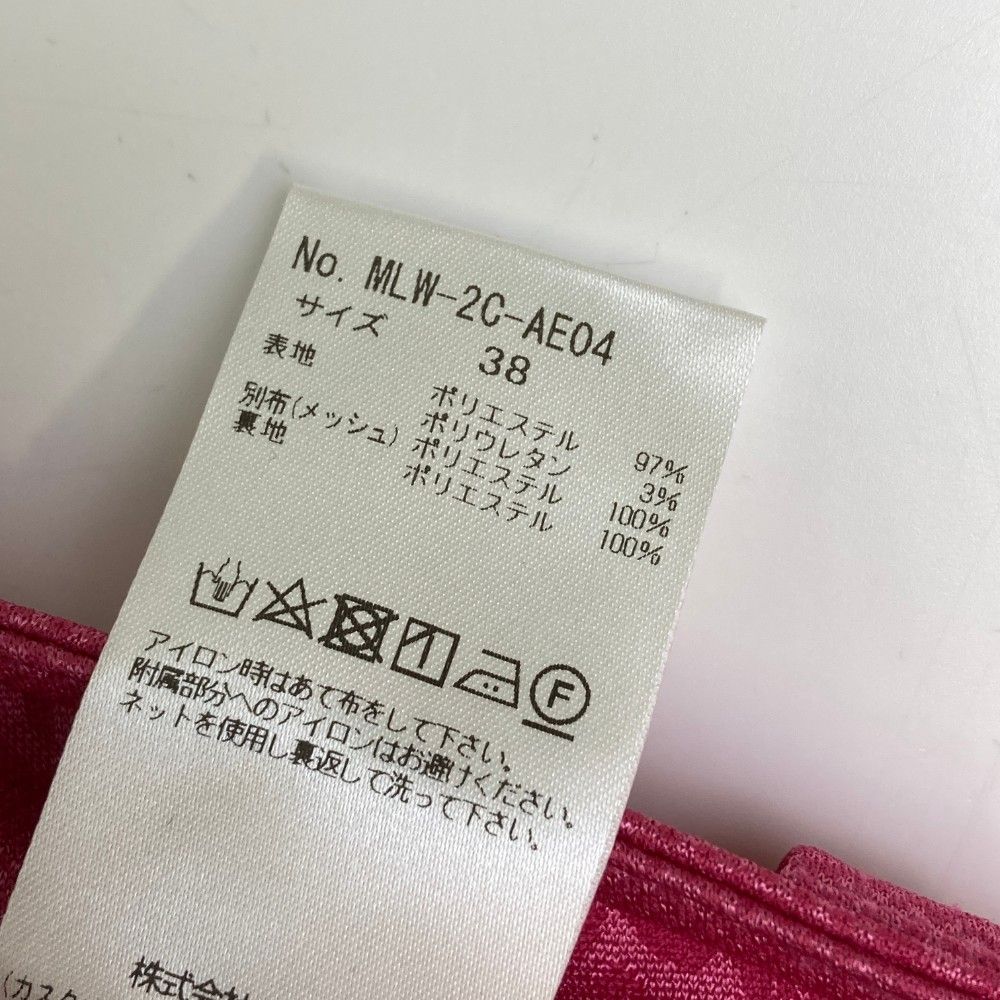 No. MLW-2C-AE04
サイズ 38
表地 ポリエステル 97%
ポリウレタン 3%
別布(メッシュ) ポリエステル 100%
裏地 ポリエステル 100%
F
アイロン時はあて布をして下さい。
附属部分へのアイロンはお避けください。
ネットを使用し裏返して洗って下さい。
株式会
(カスタ